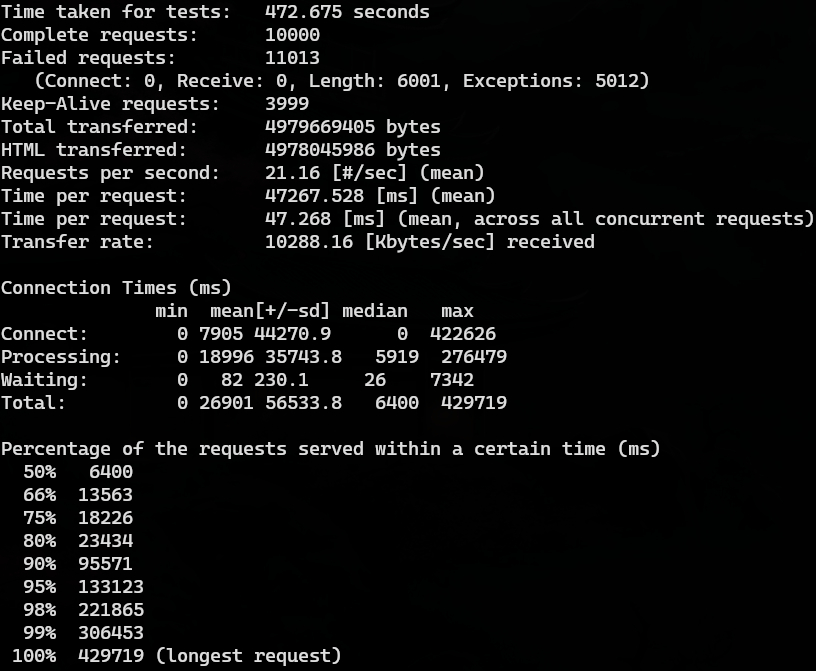 Time taken for tests:   472.675 seconds
Complete requests:      10000
Failed requests:        11013
   (Connect: 0, Receive: 0, Length: 6001, Exceptions: 5012)
Keep-Alive requests:    3999
Total transferred:      4979669405 bytes
HTML transferred:       4978045986 bytes
Requests per second:    21.16 [#/sec] (mean)
Time per request:       47267.528 [ms] (mean)
Time per request:       47.268 [ms] (mean, across all concurrent requests)
Transfer rate:          10288.16 [Kbytes/sec] received

Connection Times (ms)
              min  mean[+/-sd] median   max
Connect:        0 7905 44270.9      0  422626
Processing:     0 18996 35743.8   5919  276479
Waiting:        0   82 230.1     26    7342
Total:          0 26901 56533.8   6400  429719

Percentage of the requests served within a certain time (ms)
  50%   6400
  66%  13563
  75%  18226
  80%  23434
  90%  95571
  95%  133123
  98%  221865
  99%  306453
 100%  429719 (longest request)